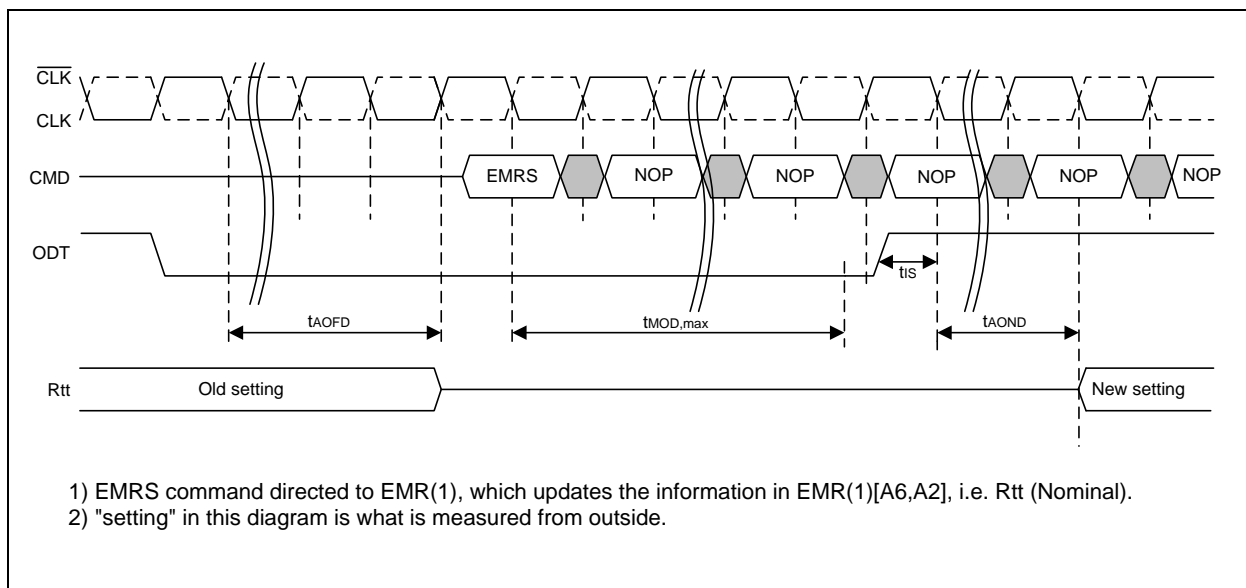 CLK
CLK
CMD
EMRS
NOP
NOP
NOP
NOP
NOP
ODT
tIS
tAOFD
tMOD,max
tAOND
Rtt
Old setting
New setting
1) EMRS command directed to EMR(1), which updates the information in EMR(1)[A6,A2], i.e. Rtt (Nominal).
2) "setting" in this diagram is what is measured from outside.